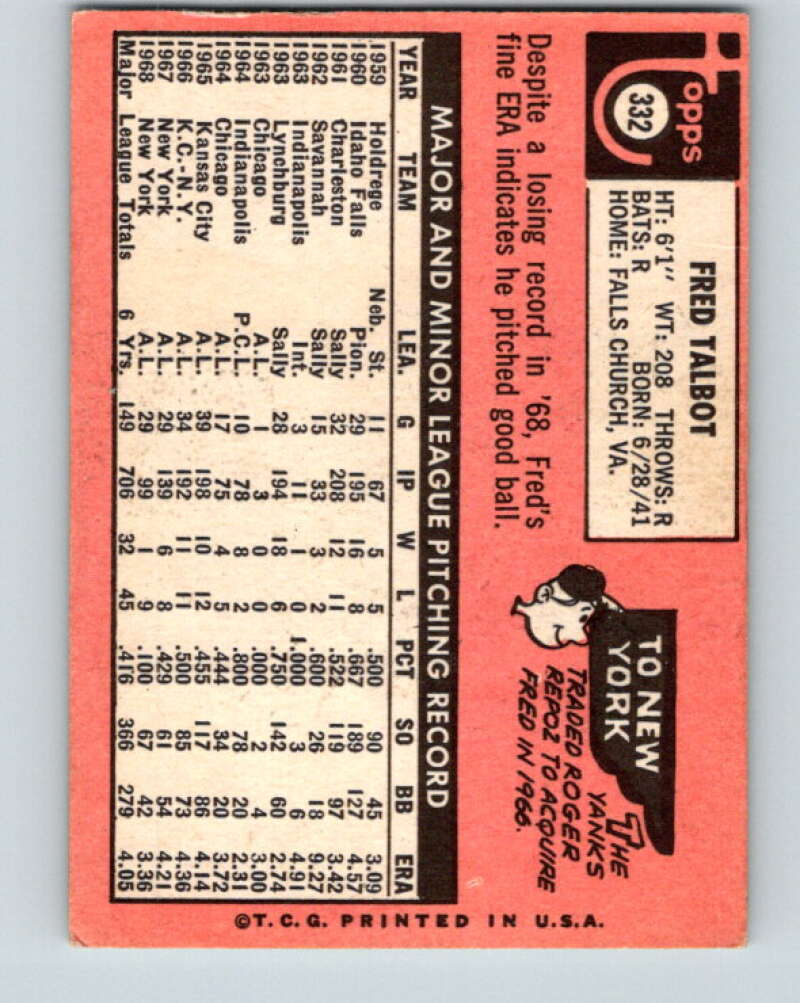 Topps
332
FRED TALBOT
HT: 6'1" WT: 208 THROWS: R
BATS: R BORN: 6/28/41
HOME: FALLS CHURCH, VA.
Despite a losing record in '68, Fred's
fine ERA indicates he pitched good ball.
TO NEW
YORK
THE
YANKS
TRADED ROGER
REPOZ TO ACQUIRE
FRED IN 1966.
MAJOR AND MINOR LEAGUE PITCHING RECORD
YEAR TEAM LEA. G IP W L PCT SO BB ERA
1959 Holdrege Neb. St. 11 67 5 5 .500 90 45 3.09
1960 Idaho Falls Pion. 29 195 16 8 .667 189 127 4.57
1961 Charleston Sally 32 208 12 11 .522 119 97 3.42
1962 Savannah Sally 15 33 3 2 .600 26 18 9.27
1963 Indianapolis Int. 3 11 1 0 1.000 3 6 4.91
1963 Lynchburg Sally 28 194 18 6 .750 142 60 2.74
1963 Chicago A.L. 1 3 0 0 .000 2 4 3.00
1964 Indianapolis P.C.L. 10 78 8 2 .800 78 20 2.31
1964 Chicago A.L. 17 75 4 5 .444 34 20 3.72
1965 Kansas City A.L. 39 198 10 12 .455 117 86 4.14
1966 K.C.-N.Y. A.L. 34 192 11 11 .500 85 73 4.36
1967 New York A.L. 29 139 6 8 .429 61 54 4.21
1968 New York A.L. 29 99 1 9 .100 67 42 3.36
Major League Totals 6 Yrs. 149 706 32 45 .416 366 279 4.05
©T.C.G. PRINTED IN U.S.A.